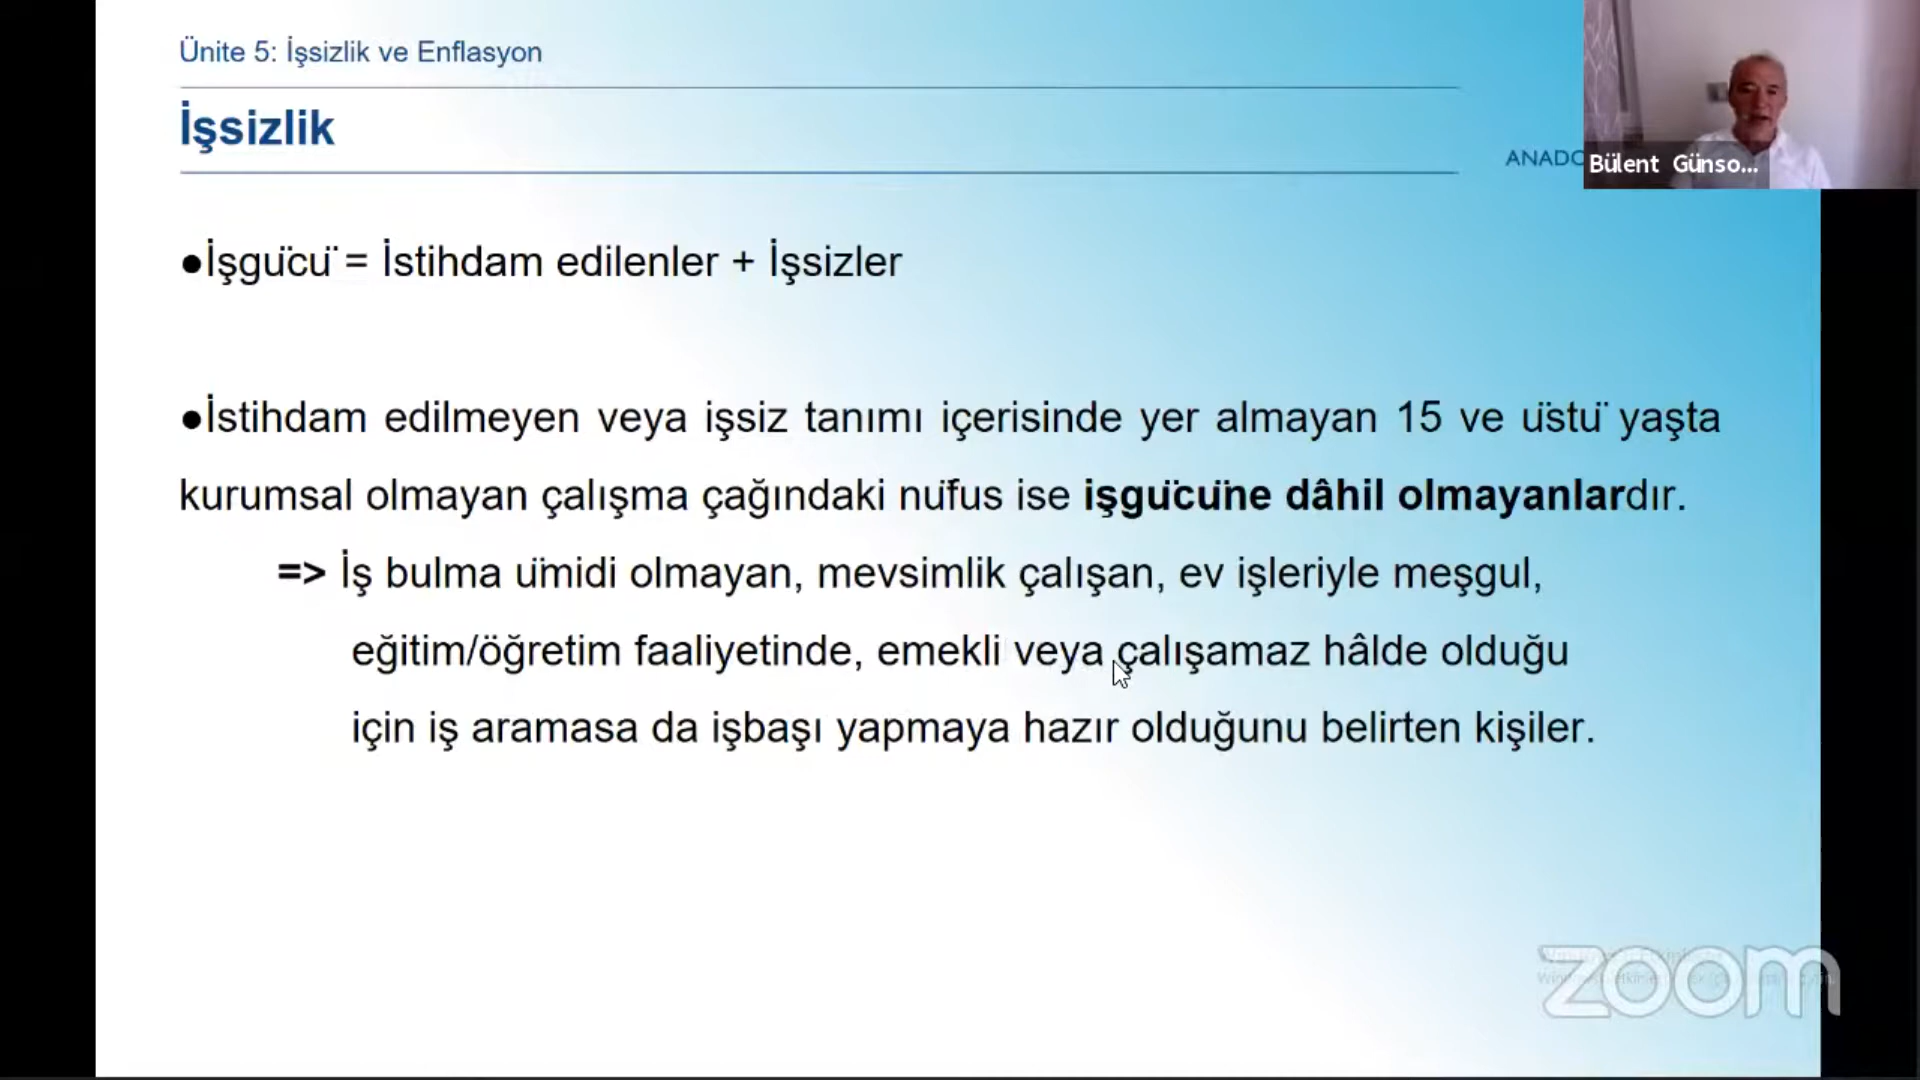 Ünite 5: İşsizlik ve Enflasyon
İşsizlik
ANADO
Bülent Günso...
●İşgücü = İstihdam edilenler + İşsizler
●İstihdam edilmeyen veya işsiz tanımı içerisinde yer almayan 15 ve üstü yaşta
kurumsal olmayan çalışma çağındaki nüfus ise işgücüne dâhil olmayanlardır.
=> İş bulma ümidi olmayan, mevsimlik çalışan, ev işleriyle meşgul,
eğitim/öğretim faaliyetinde, emekli veya çalışamaz hâlde olduğu
için iş aramasa da işbaşı yapmaya hazır olduğunu belirten kişiler.
zoom